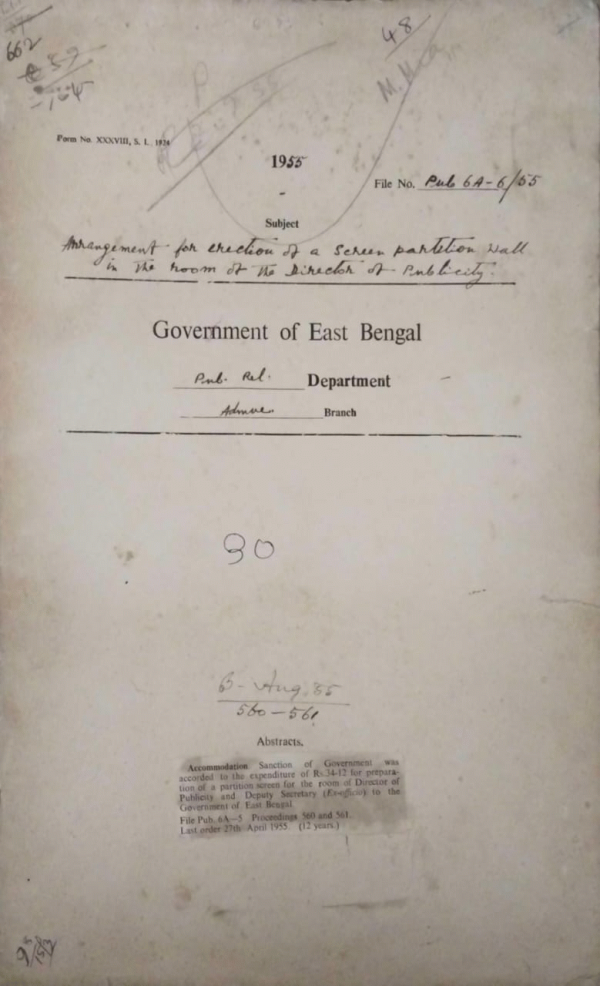 662
48
Form No. XXXVIII, S. I. 1924
1955
File No. Pub 6A-6/55
Subject
Arrangement for erection of a Screen partition Wall
in the room of the Director of Publicity.
Government of East Bengal
Pub. Rel. Department
Admve. Branch
30
B- Aug. 55
560-561
Abstracts.
Accommodation. Sanction of Government was
accorded to the expenditure of Rs.34-12 for prepara-
tion of a partition screen for the room of Director of
Publicity and Deputy Secretary (Ex-officio) to the
Government of East Bengal.
File Pub. 6A—5 Proceedings 560 and 561.
Last order 27th April 1955. (12 years.)